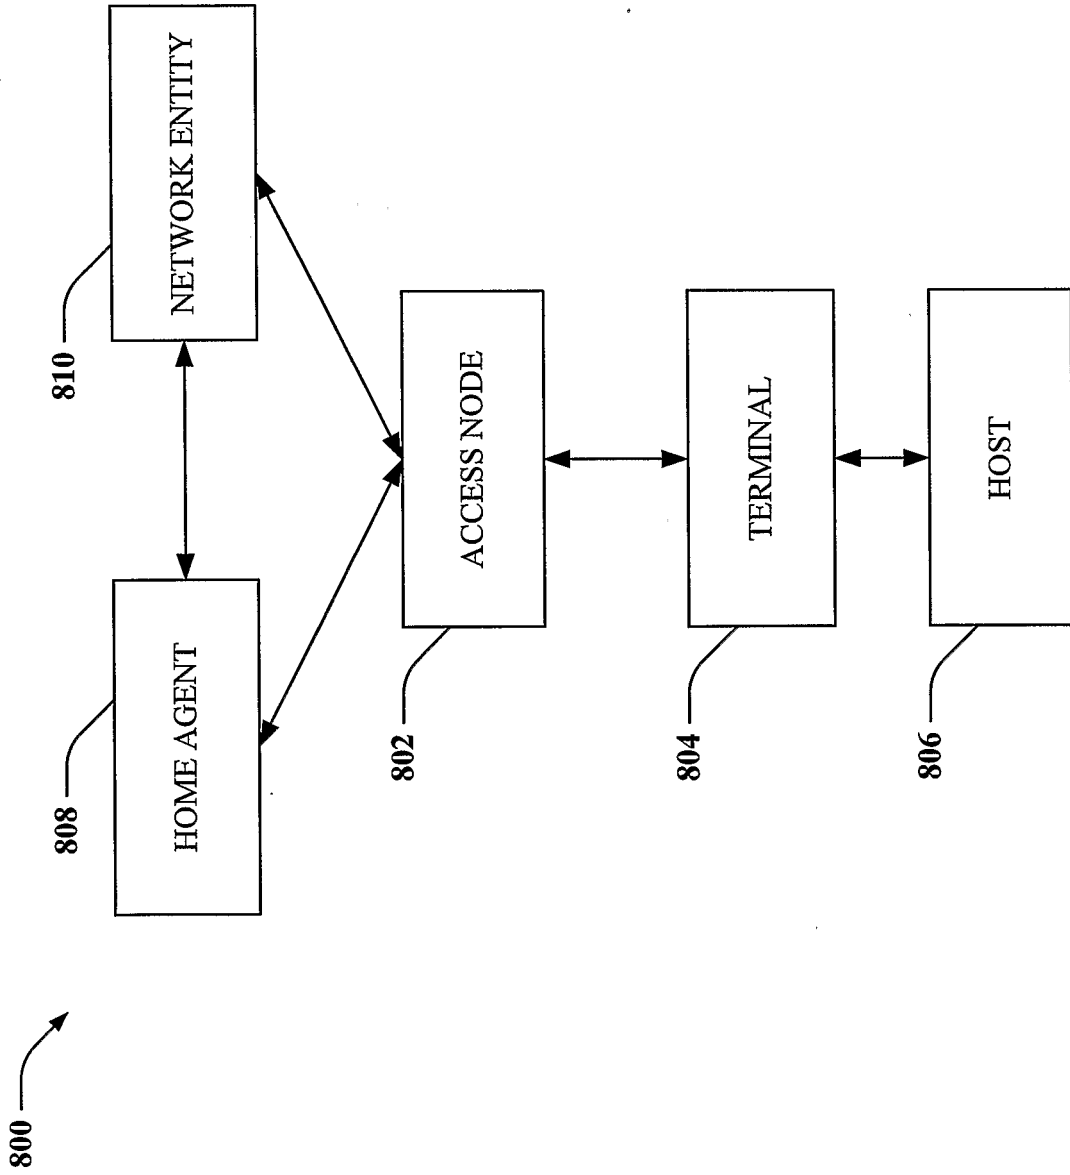 800
808
HOME AGENT
810
NETWORK ENTITY
802
ACCESS NODE
804
TERMINAL
806
HOST